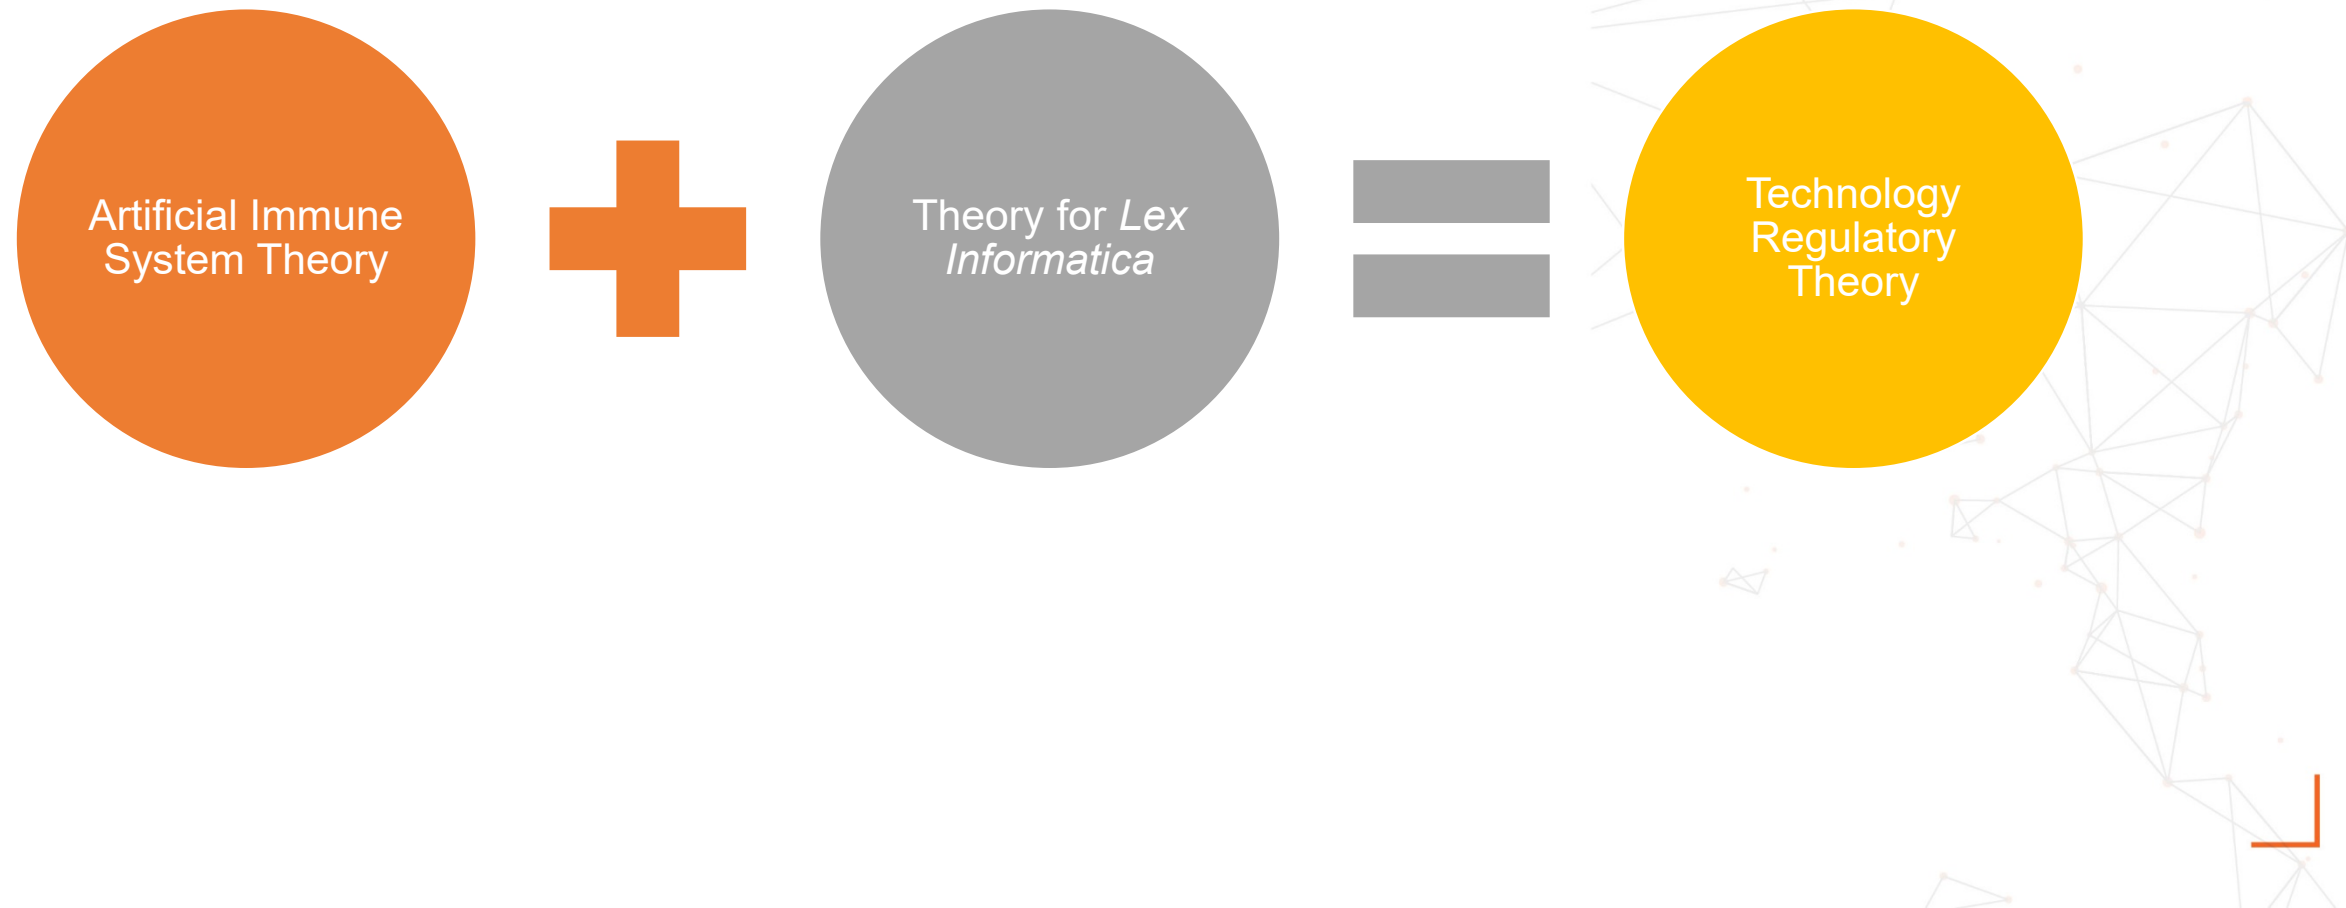 Artificial Immune
System Theory
Theory for Lex
Informatica
Technology
Regulatory
Theory